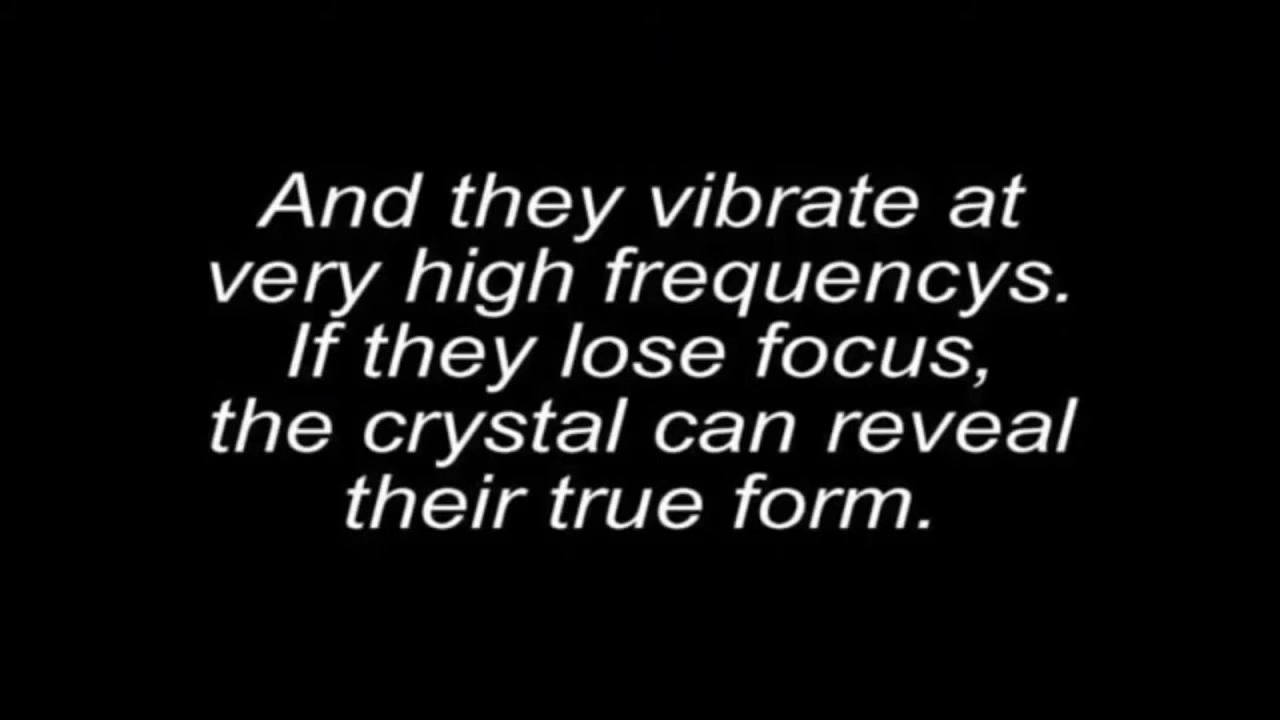 And they vibrate at
very high frequencys.
If they lose focus,
the crystal can reveal
their true form.